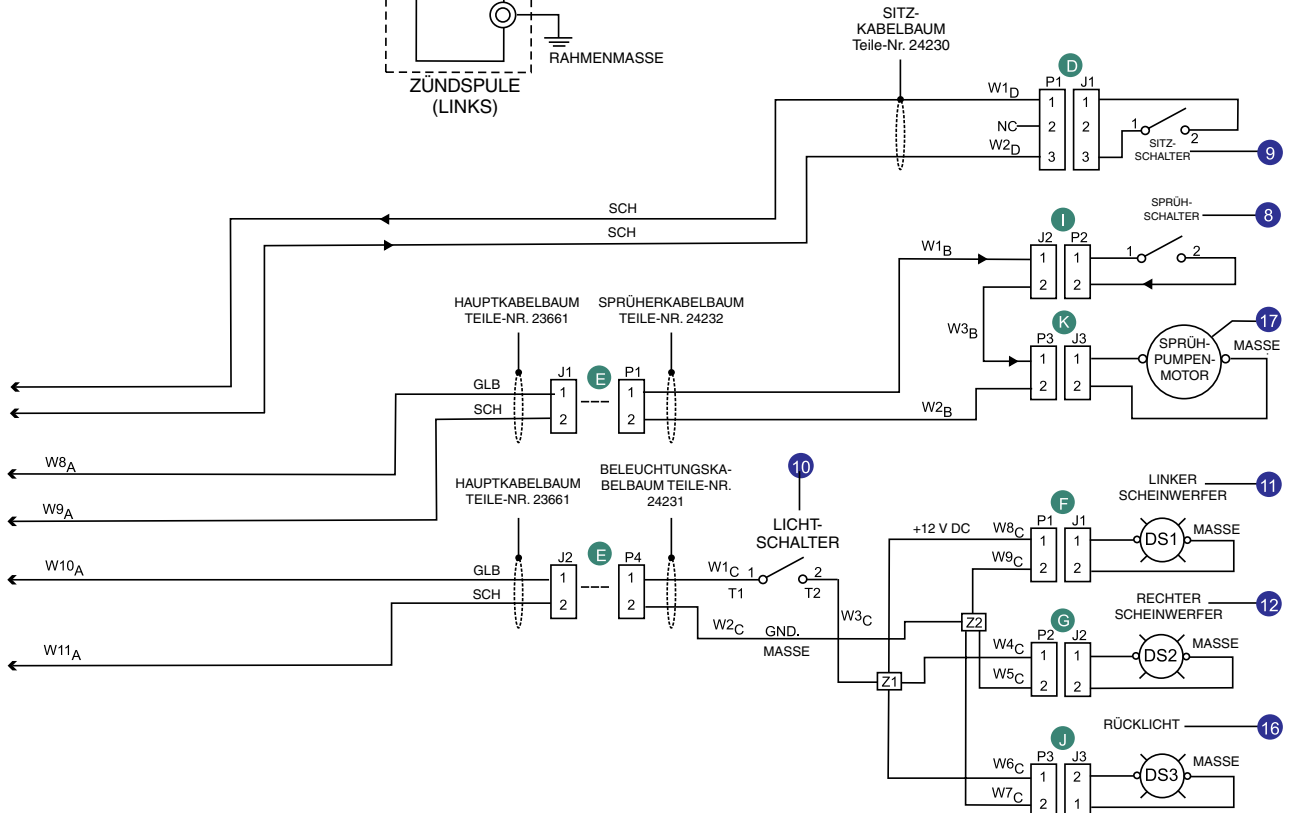 RAHMENMASSE
ZÜNDSPULE
(LINKS)
SITZ-
KABELBAUM
Teile-Nr. 24230
D
P1 J1
W1D
1 1
NC
2 2
W2D
3 3
1 2
SITZ-
SCHALTER
9
SCH
SCH
SPRÜH-
SCHALTER
8
I
J2 P2
W1B
1 1
2 2
1 2
HAUPTKABELBAUM
TEILE-NR. 23661
SPRÜHERKABELBAUM
TEILE-NR. 24232
W3B
K
P3 J3
1 1
2 2
SPRÜH-
PUMPEN-
MOTOR
17
MASSE
J1 E P1
GLB
1 1
SCH
2 2
W2B
W8A
W9A
HAUPTKABELBAUM
TEILE-NR. 23661
BELEUCHTUNGSKA-
BELBAUM TEILE-NR.
24231
10
LICHT-
SCHALTER
LINKER
SCHEINWERFER
11
F
P1 J1
+12 V DC
W8C
1 1
W9C
2 2
DS1
MASSE
J2 E P4
W10A
GLB
1 1
SCH
2 2
W1C 1 2
T1 T2
W2C
GND.
MASSE
W3C
Z2
Z1
RECHTER
SCHEINWERFER
12
G
P2 J2
W4C
1 1
W5C
2 2
DS2
MASSE
W11A
RÜCKLICHT
16
J
P3 J3
W6C
1 2
W7C
2 1
DS3
MASSE